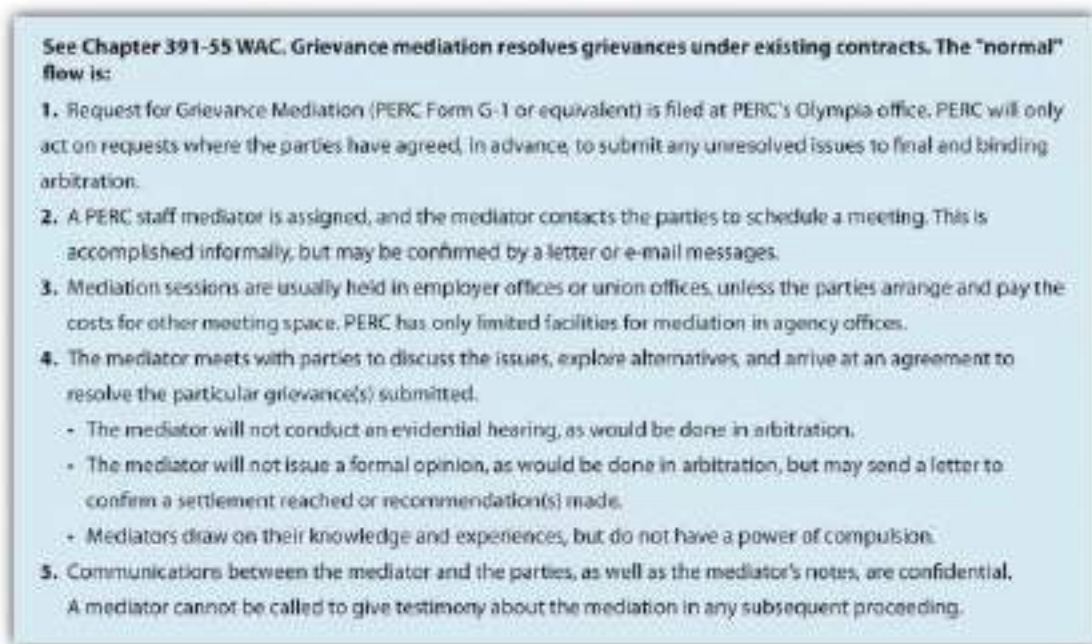 See Chapter 391-55 WAC. Grievance mediation resolves grievances under existing contracts. The "normal"
flow is:
1. Request for Grievance Mediation (PERC Form G-1 or equivalent) is filed at PERC's Olympia office. PERC will only
act on requests where the parties have agreed, in advance, to submit any unresolved issues to final and binding
arbitration.
2. A PERC staff mediator is assigned, and the mediator contacts the parties to schedule a meeting. This is
accomplished informally, but may be confirmed by a letter or e-mail messages.
3. Mediation sessions are usually held in employer offices or union offices, unless the parties arrange and pay the
costs for other meeting space. PERC has only limited facilities for mediation in agency offices.
4. The mediator meets with parties to discuss the issues, explore alternatives, and arrive at an agreement to
resolve the particular grievance(s) submitted.
- The mediator will not conduct an evidential hearing, as would be done in arbitration.
- The mediator will not issue a formal opinion, as would be done in arbitration, but may send a letter to
confirm a settlement reached or recommendation(s) made.
- Mediators draw on their knowledge and experiences, but do not have a power of compulsion.
5. Communications between the mediator and the parties, as well as the mediator's notes, are confidential.
A mediator cannot be called to give testimony about the mediation in any subsequent proceeding.